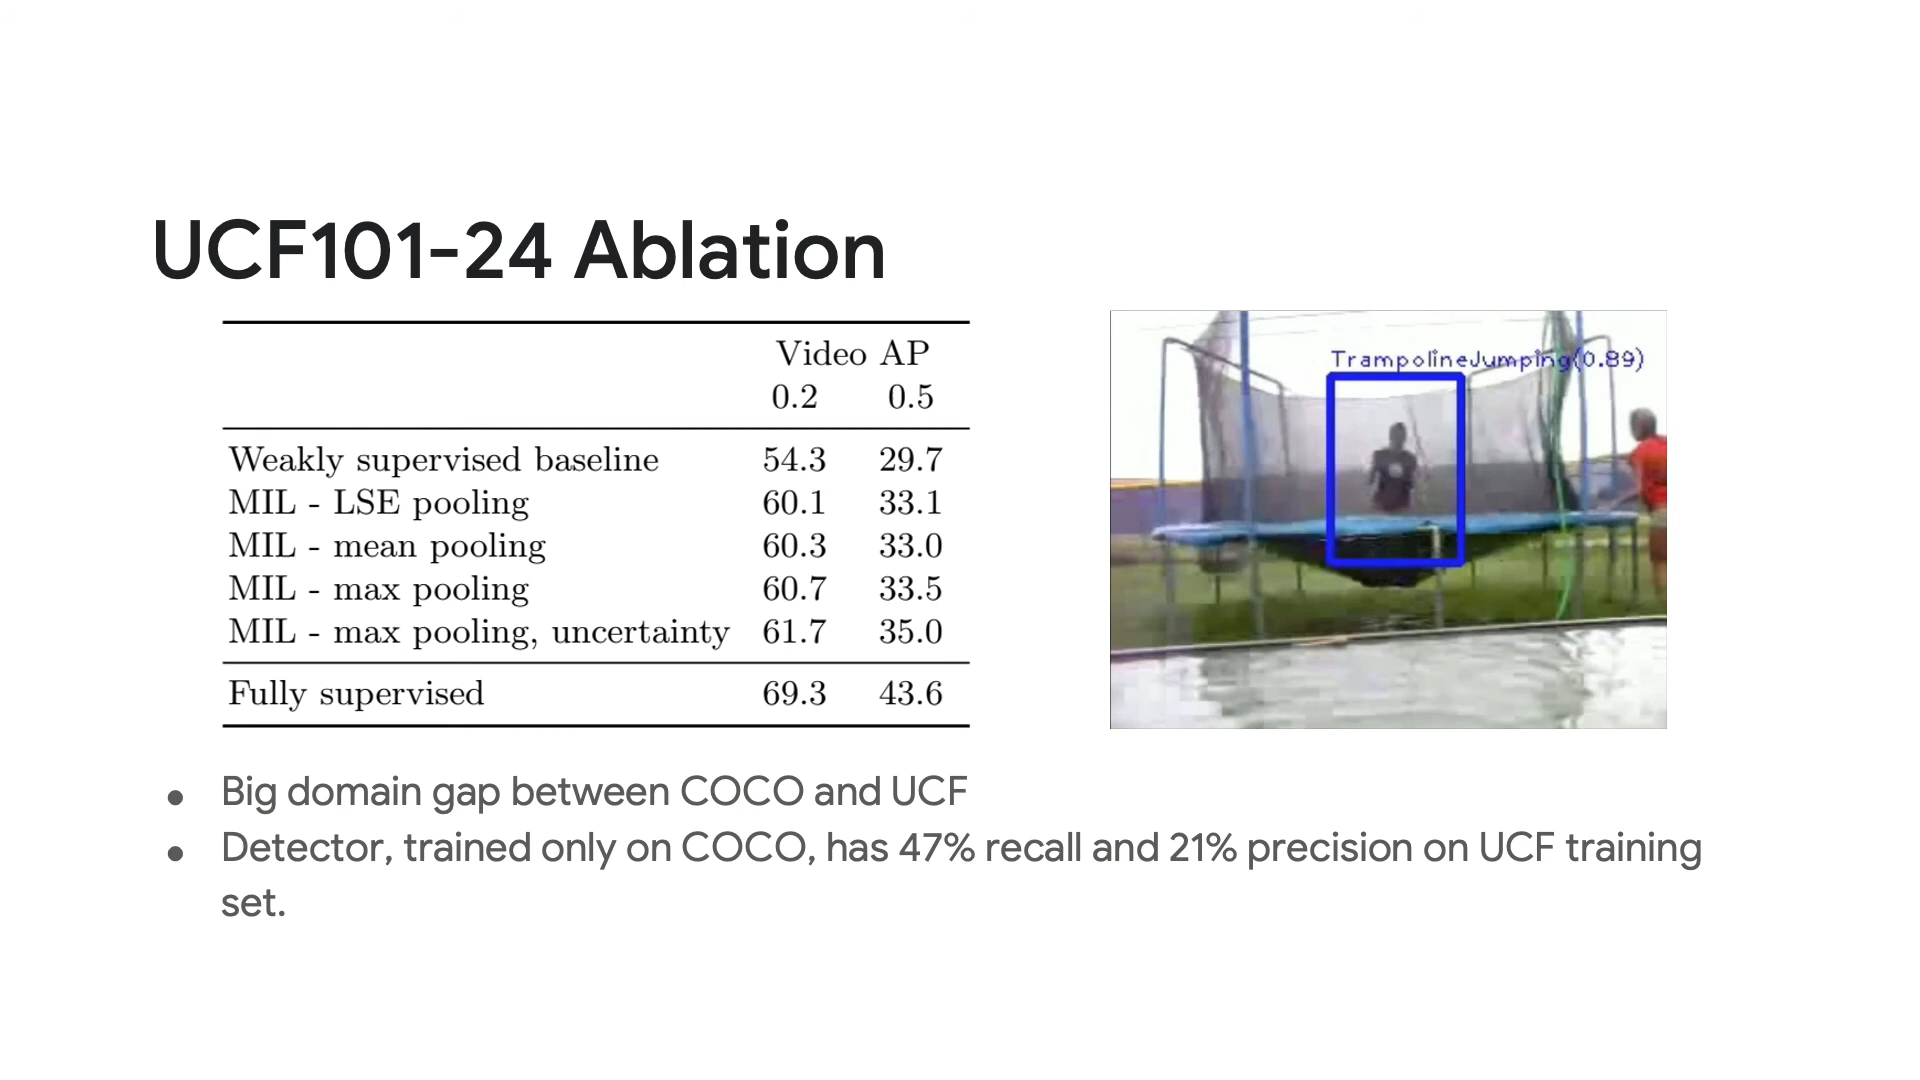 UCF101-24 Ablation
Video AP
0.2 0.5
Weakly supervised baseline 54.3 29.7
MIL - LSE pooling 60.1 33.1
MIL - mean pooling 60.3 33.0
MIL - max pooling 60.7 33.5
MIL - max pooling, uncertainty 61.7 35.0
Fully supervised 69.3 43.6
TrampolineJumping(0.89)
• Big domain gap between COCO and UCF
• Detector, trained only on COCO, has 47% recall and 21% precision on UCF training
set.